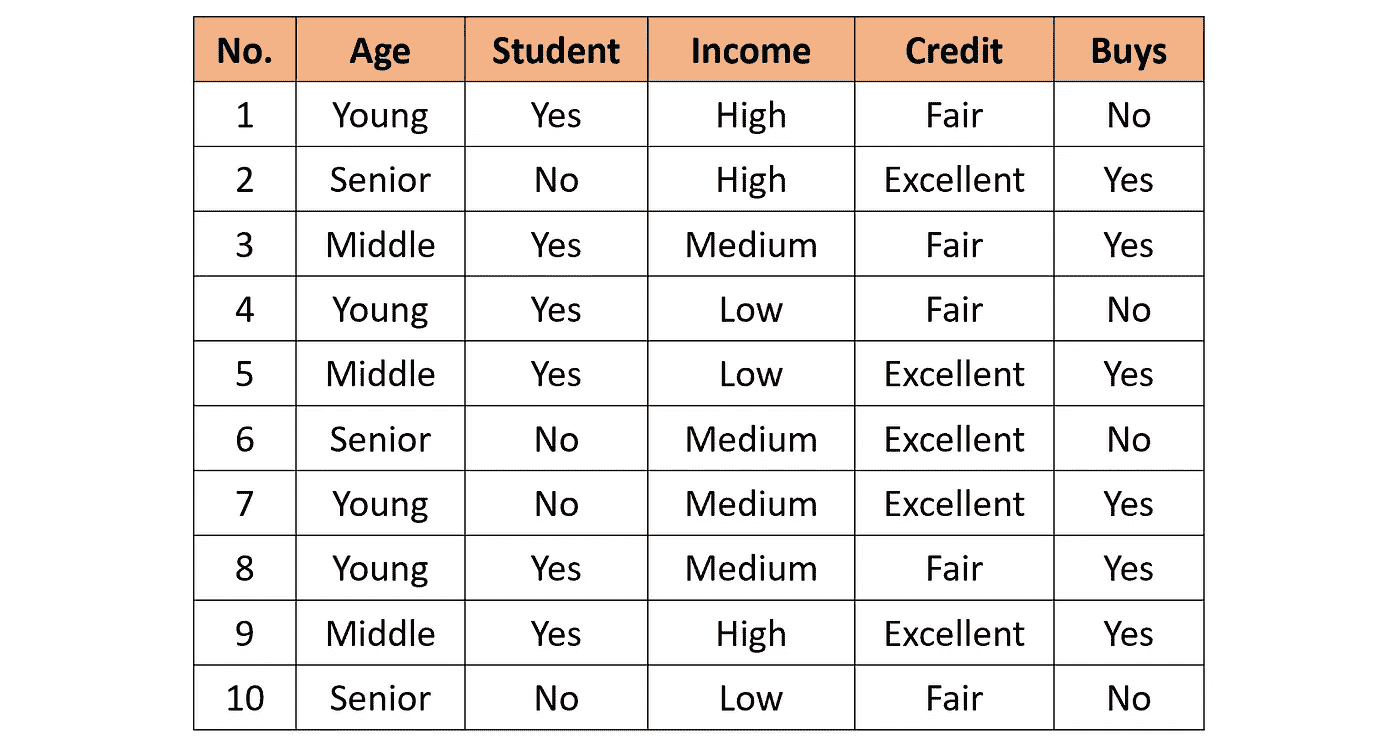 No. Age Student Income Credit Buys
1 Young Yes High Fair No
2 Senior No High Excellent Yes
3 Middle Yes Medium Fair Yes
4 Young Yes Low Fair No
5 Middle Yes Low Excellent Yes
6 Senior No Medium Excellent No
7 Young No Medium Excellent Yes
8 Young Yes Medium Fair Yes
9 Middle Yes High Excellent Yes
10 Senior No Low Fair No